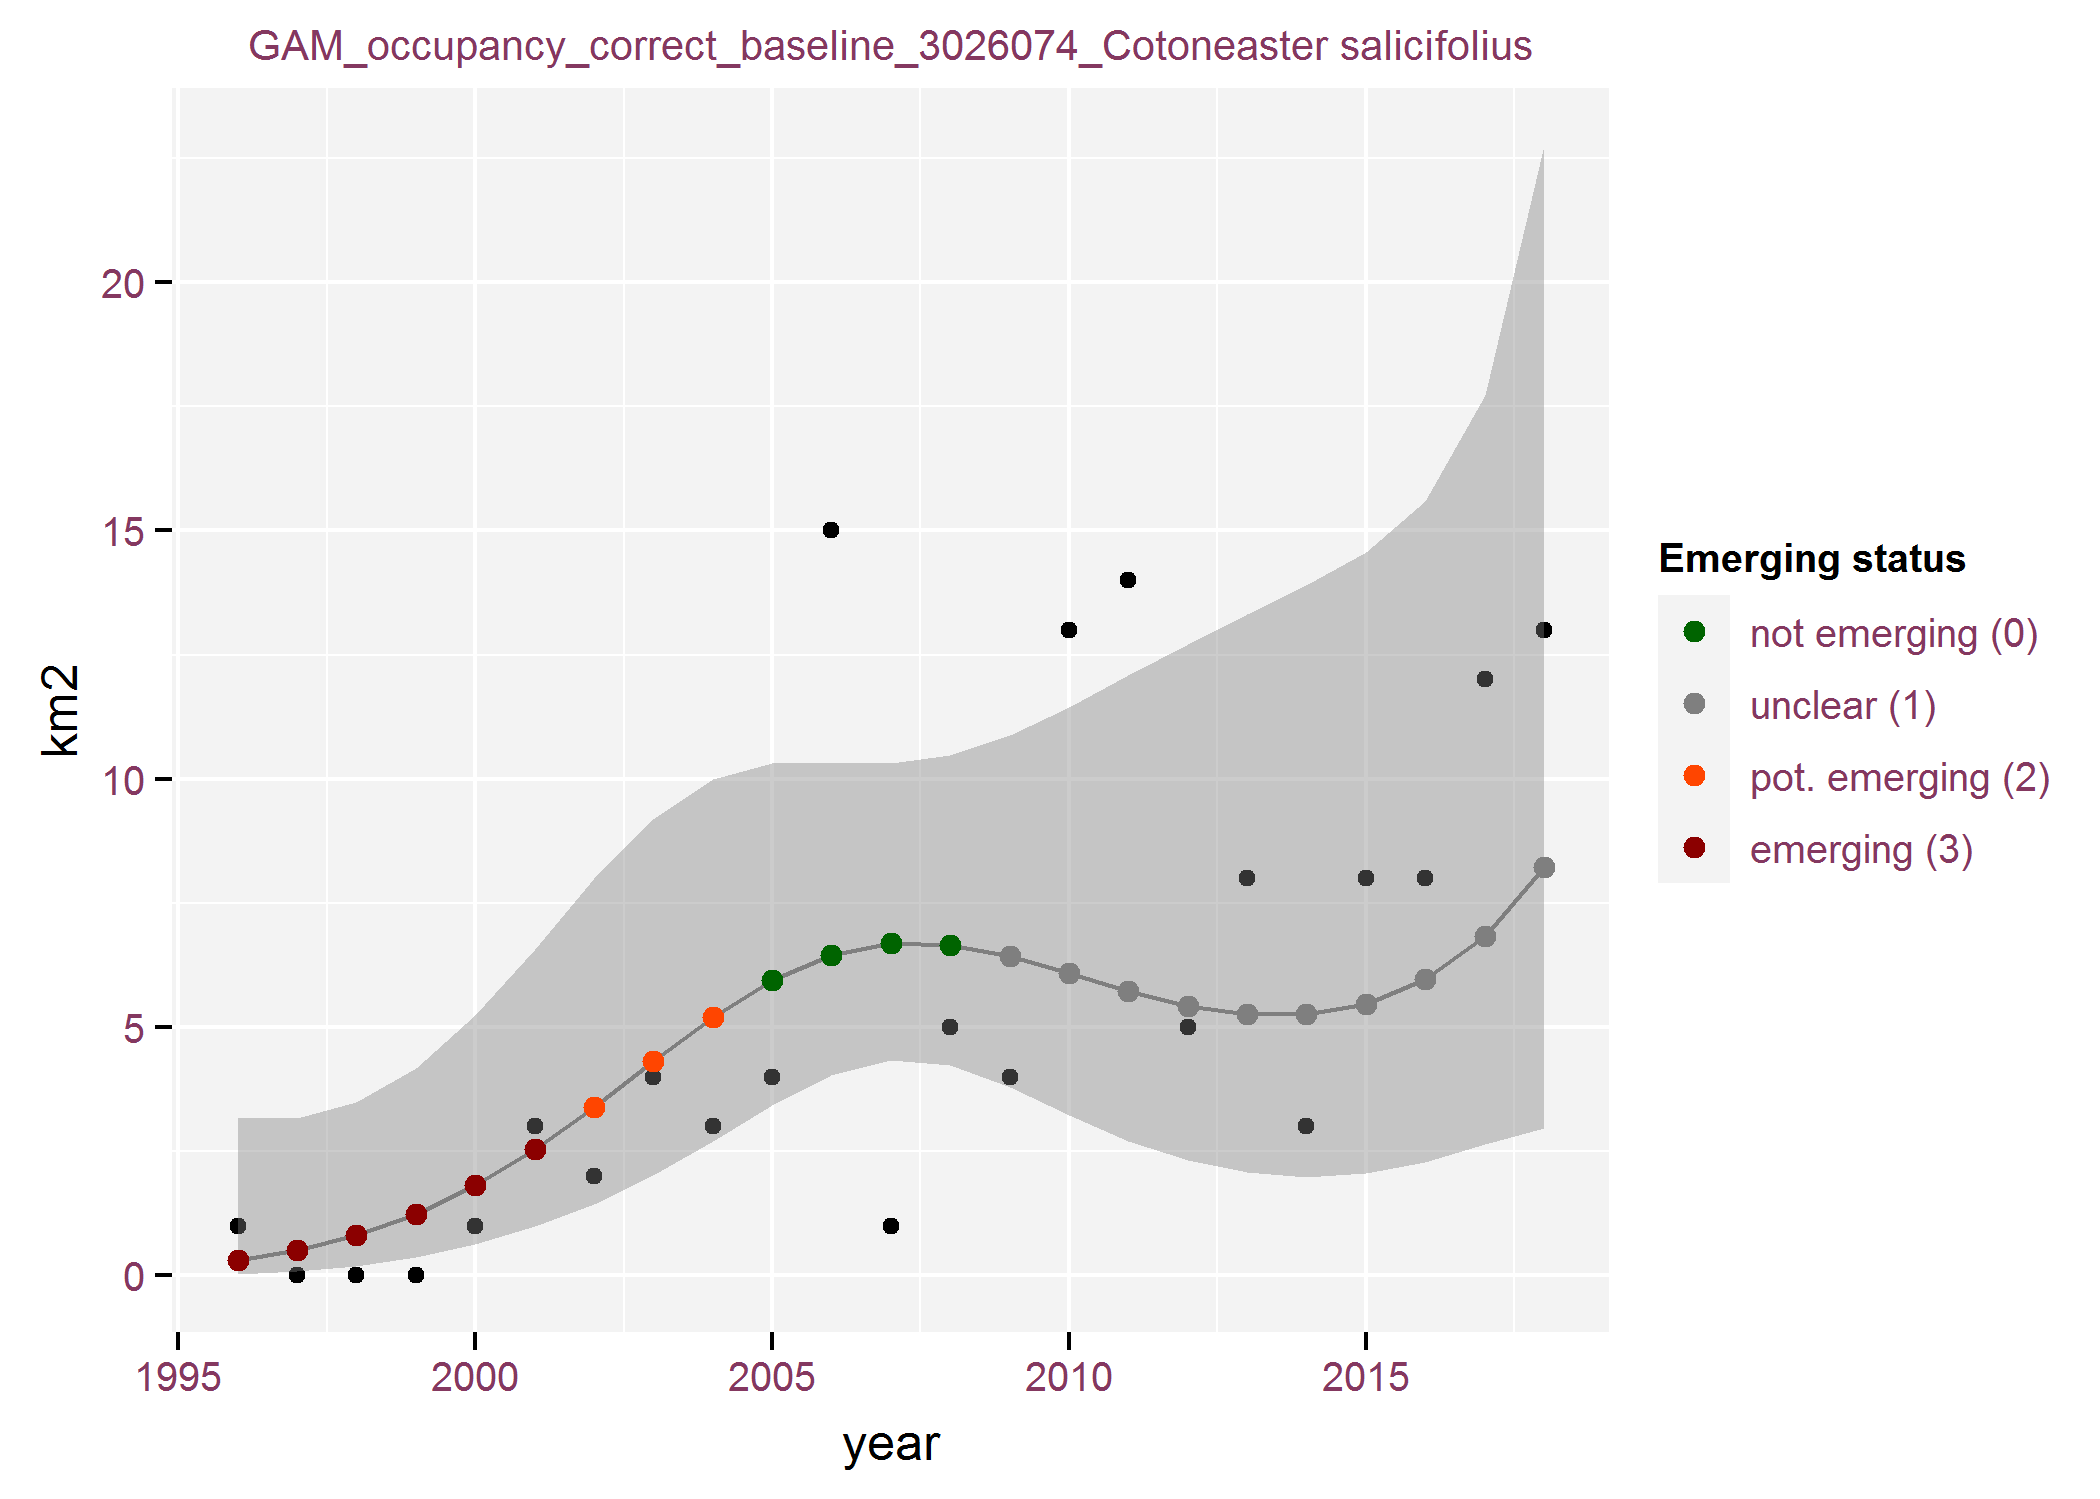 GAM_occupancy_correct_baseline_3026074_Cotoneaster salicifolius
km2
20
15
10
5
0
1995 2000 2005 2010 2015
year
Emerging status
not emerging (0)
unclear (1)
pot. emerging (2)
emerging (3)